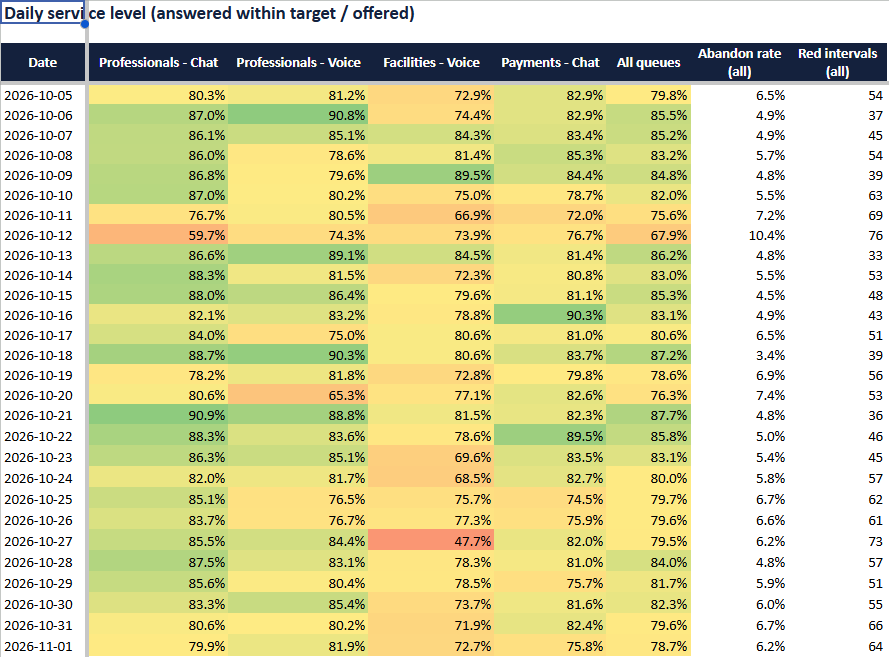 Daily service level (answered within target / offered)
Date Professionals - Chat Professionals - Voice Facilities - Voice Payments - Chat All queues Abandon rate (all) Red intervals (all)
2026-10-05 80.3% 81.2% 72.9% 82.9% 79.8% 6.5% 54
2026-10-06 87.0% 90.8% 74.4% 82.9% 85.5% 4.9% 37
2026-10-07 86.1% 85.1% 84.3% 83.4% 85.2% 4.9% 45
2026-10-08 86.0% 78.6% 81.4% 85.3% 83.2% 5.7% 54
2026-10-09 86.8% 79.6% 89.5% 84.4% 84.8% 4.8% 39
2026-10-10 87.0% 80.2% 75.0% 78.7% 82.0% 5.5% 63
2026-10-11 76.7% 80.5% 66.9% 72.0% 75.6% 7.2% 69
2026-10-12 59.7% 74.3% 73.9% 76.7% 67.9% 10.4% 76
2026-10-13 86.6% 89.1% 84.5% 81.4% 86.2% 4.8% 33
2026-10-14 88.3% 81.5% 72.3% 80.8% 83.0% 5.5% 53
2026-10-15 88.0% 86.4% 79.6% 81.1% 85.3% 4.5% 48
2026-10-16 82.1% 83.2% 78.8% 90.3% 83.1% 4.9% 43
2026-10-17 84.0% 75.0% 80.6% 81.0% 80.6% 6.5% 51
2026-10-18 88.7% 90.3% 80.6% 83.7% 87.2% 3.4% 39
2026-10-19 78.2% 81.8% 72.8% 79.8% 78.6% 6.9% 56
2026-10-20 80.6% 65.3% 77.1% 82.6% 76.3% 7.4% 53
2026-10-21 90.9% 88.8% 81.5% 82.3% 87.7% 4.8% 36
2026-10-22 88.3% 83.6% 78.6% 89.5% 85.8% 5.0% 46
2026-10-23 86.3% 85.1% 69.6% 83.5% 83.1% 5.4% 45
2026-10-24 82.0% 81.7% 68.5% 82.7% 80.0% 5.8% 57
2026-10-25 85.1% 76.5% 75.7% 74.5% 79.7% 6.7% 62
2026-10-26 83.7% 76.7% 77.3% 75.9% 79.6% 6.6% 61
2026-10-27 85.5% 84.4% 47.7% 82.0% 79.5% 6.2% 73
2026-10-28 87.5% 83.1% 78.3% 81.0% 84.0% 4.8% 57
2026-10-29 85.6% 80.4% 78.5% 75.7% 81.7% 5.9% 51
2026-10-30 83.3% 85.4% 73.7% 81.6% 82.3% 6.0% 55
2026-10-31 80.6% 80.2% 71.9% 82.4% 79.6% 6.7% 66
2026-11-01 79.9% 81.9% 72.7% 75.8% 78.7% 6.2% 64